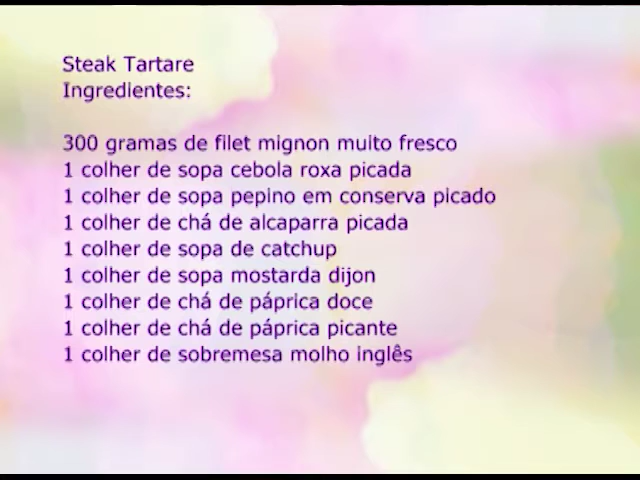 Steak Tartare
Ingredientes:
300 gramas de filet mignon muito fresco
1 colher de sopa cebola roxa picada
1 colher de sopa pepino em conserva picado
1 colher de chá de alcaparra picada
1 colher de sopa de catchup
1 colher de sopa mostarda dijon
1 colher de chá de páprica doce
1 colher de chá de páprica picante
1 colher de sobremesa molho inglês